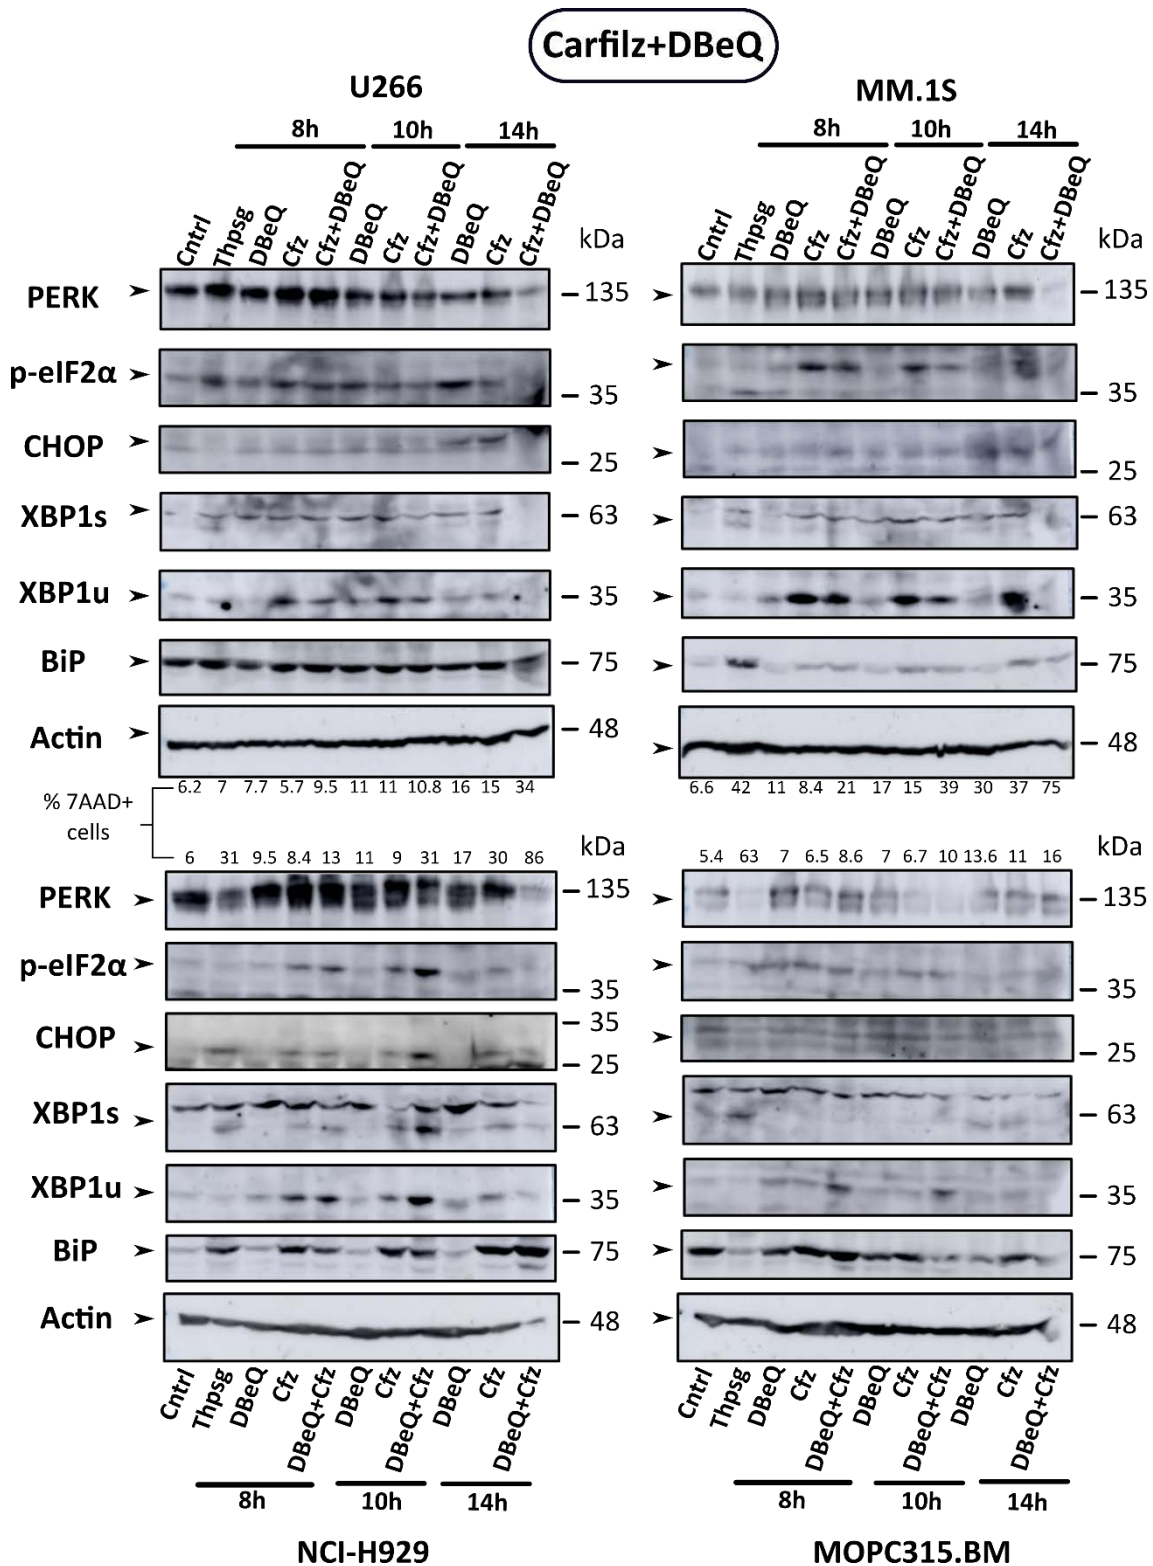 Carfilz+DBeQ
U266
MM.1S
8h 10h 14h
8h 10h 14h
Cntrl Thpsg DBeQ Cfz Cfz+DBeQ DBeQ Cfz Cfz+DBeQ DBeQ Cfz Cfz+DBeQ kDa
Cntrl Thpsg DBeQ Cfz Cfz+DBeQ DBeQ Cfz Cfz+DBeQ DBeQ Cfz Cfz+DBeQ kDa
PERK 135 135
p-eIF2α 35 35
CHOP 25 25
XBP1s 63 63
XBP1u 35 35
BiP 75 75
Actin 48 48
6.2 7 7.7 5.7 9.5 11 11 10.8 16 15 34
6.6 42 11 8.4 21 17 15 39 30 37 75
% 7AAD+
cells
6 31 9.5 8.4 13 11 9 31 17 30 86 kDa
5.4 63 7 6.5 8.6 7 6.7 10 13.6 11 16 kDa
PERK 135 135
p-eIF2α 35 35
CHOP 35 25 25
XBP1s 63 63
XBP1u 35 35
BiP 75 75
Actin 48 48
Cntrl Thpsg DBeQ Cfz DBeQ+Cfz DBeQ Cfz DBeQ+Cfz DBeQ Cfz DBeQ+Cfz
Cntrl Thpsg DBeQ Cfz DBeQ+Cfz DBeQ Cfz DBeQ+Cfz DBeQ Cfz DBeQ+Cfz
8h 10h 14h
8h 10h 14h
NCI-H929
MOPC315.BM